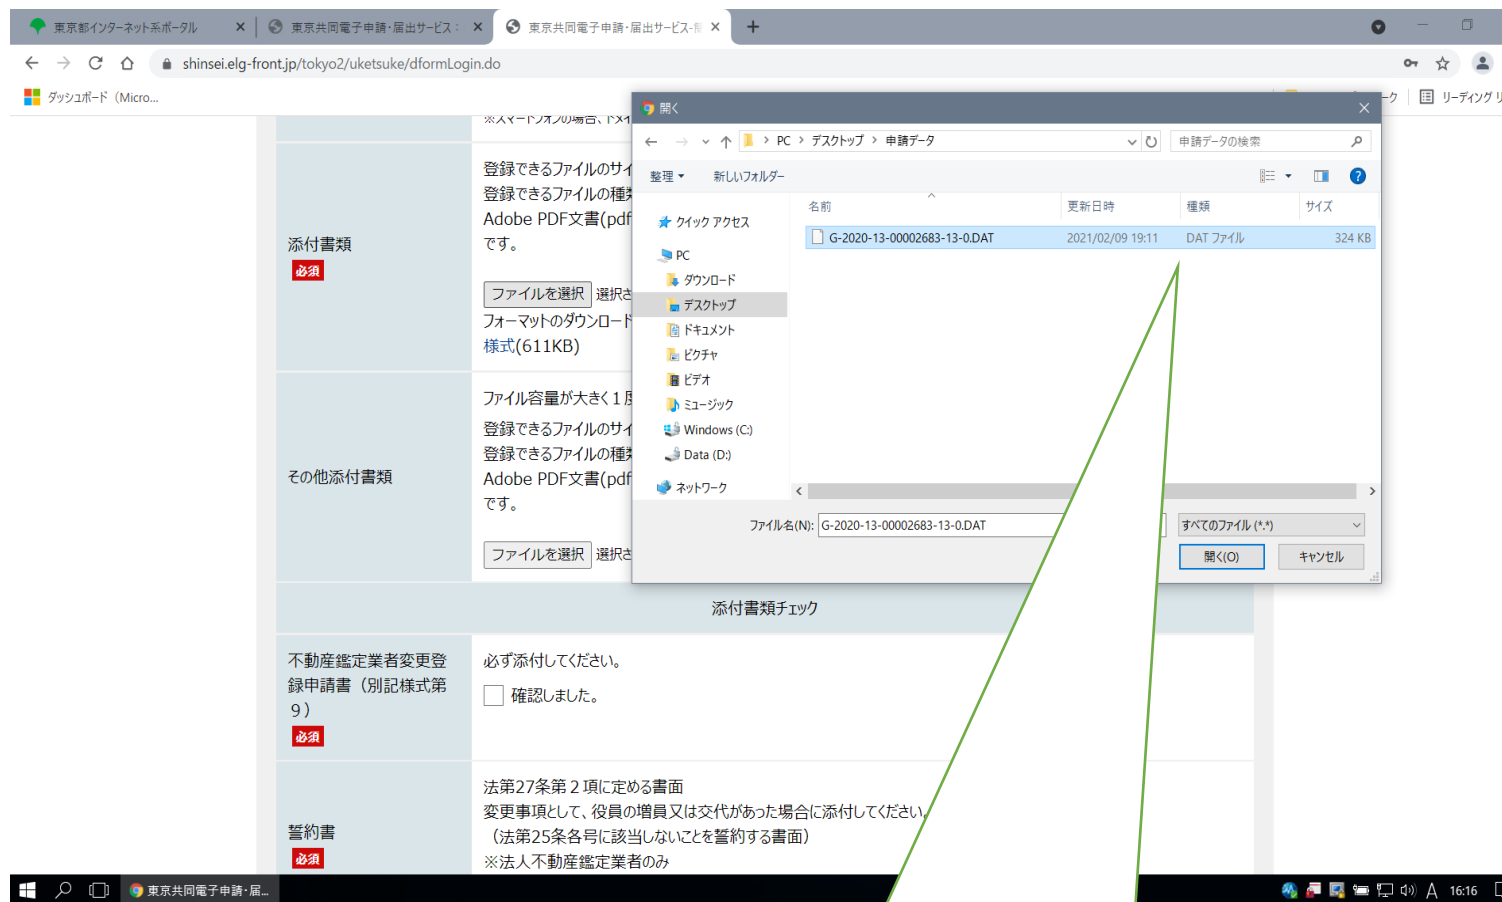 東京都インターネット系ポータル
東京共同電子申請・届出サービス：
東京共同電子申請・届出サービス-
shinsei.elg-front.jp/tokyo2/uketsuke/dformLogin.do
ダッシュボード（Micro...
ーク
リーディング リ
※スマートフォンの場合、ドメイ
添付書類
必須
登録できるファイルのサイ
登録できるファイルの種類
Adobe PDF文書(pdf
です。
ファイルを選択 選択さ
フォーマットのダウンロード
様式(611KB)
その他添付書類
ファイル容量が大きく１度
登録できるファイルのサイ
登録できるファイルの種類
Adobe PDF文書(pdf
です。
ファイルを選択 選択さ
添付書類チェック
不動産鑑定業者変更登
録申請書（別記様式第
９）
必須
必ず添付してください。
確認しました。
誓約書
必須
法第27条第２項に定める書面
変更事項として、役員の増員又は交代があった場合に添付してください。
（法第25条各号に該当しないことを誓約する書面）
※法人不動産鑑定業者のみ
開く
PC > デスクトップ > 申請データ
申請データの検索
整理 新しいフォルダー
名前 更新日時 種類 サイズ
G-2020-13-00002683-13-0.DAT 2021/02/09 19:11 DAT ファイル 324 KB
クイック アクセス
PC
ダウンロード
デスクトップ
ドキュメント
ピクチャ
ビデオ
ミュージック
Windows (C:)
Data (D:)
ネットワーク
ファイル名(N): G-2020-13-00002683-13-0.DAT
すべてのファイル (*.*)
開く(O) キャンセル
東京共同電子申請・届...
A 16:16